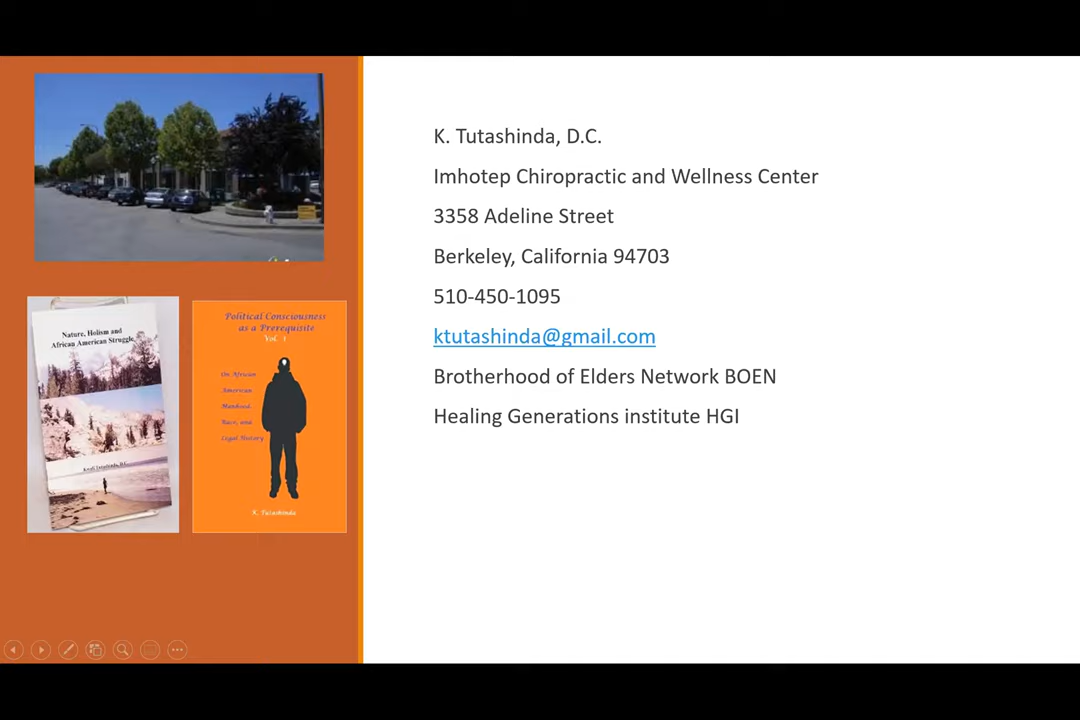 K. Tutashinda, D.C.
Imhotep Chiropractic and Wellness Center
3358 Adeline Street
Berkeley, California 94703
510-450-1095
ktutashinda@gmail.com
Brotherhood of Elders Network BOEN
Healing Generations institute HGI
Nature, Holism and
African American Struggle
Tutashinda, D.C.
Political Consciousness
as a Prerequisite
Vol. 1
On African
American
Manhood,
Race, and
Legal History
K. Tutashinda